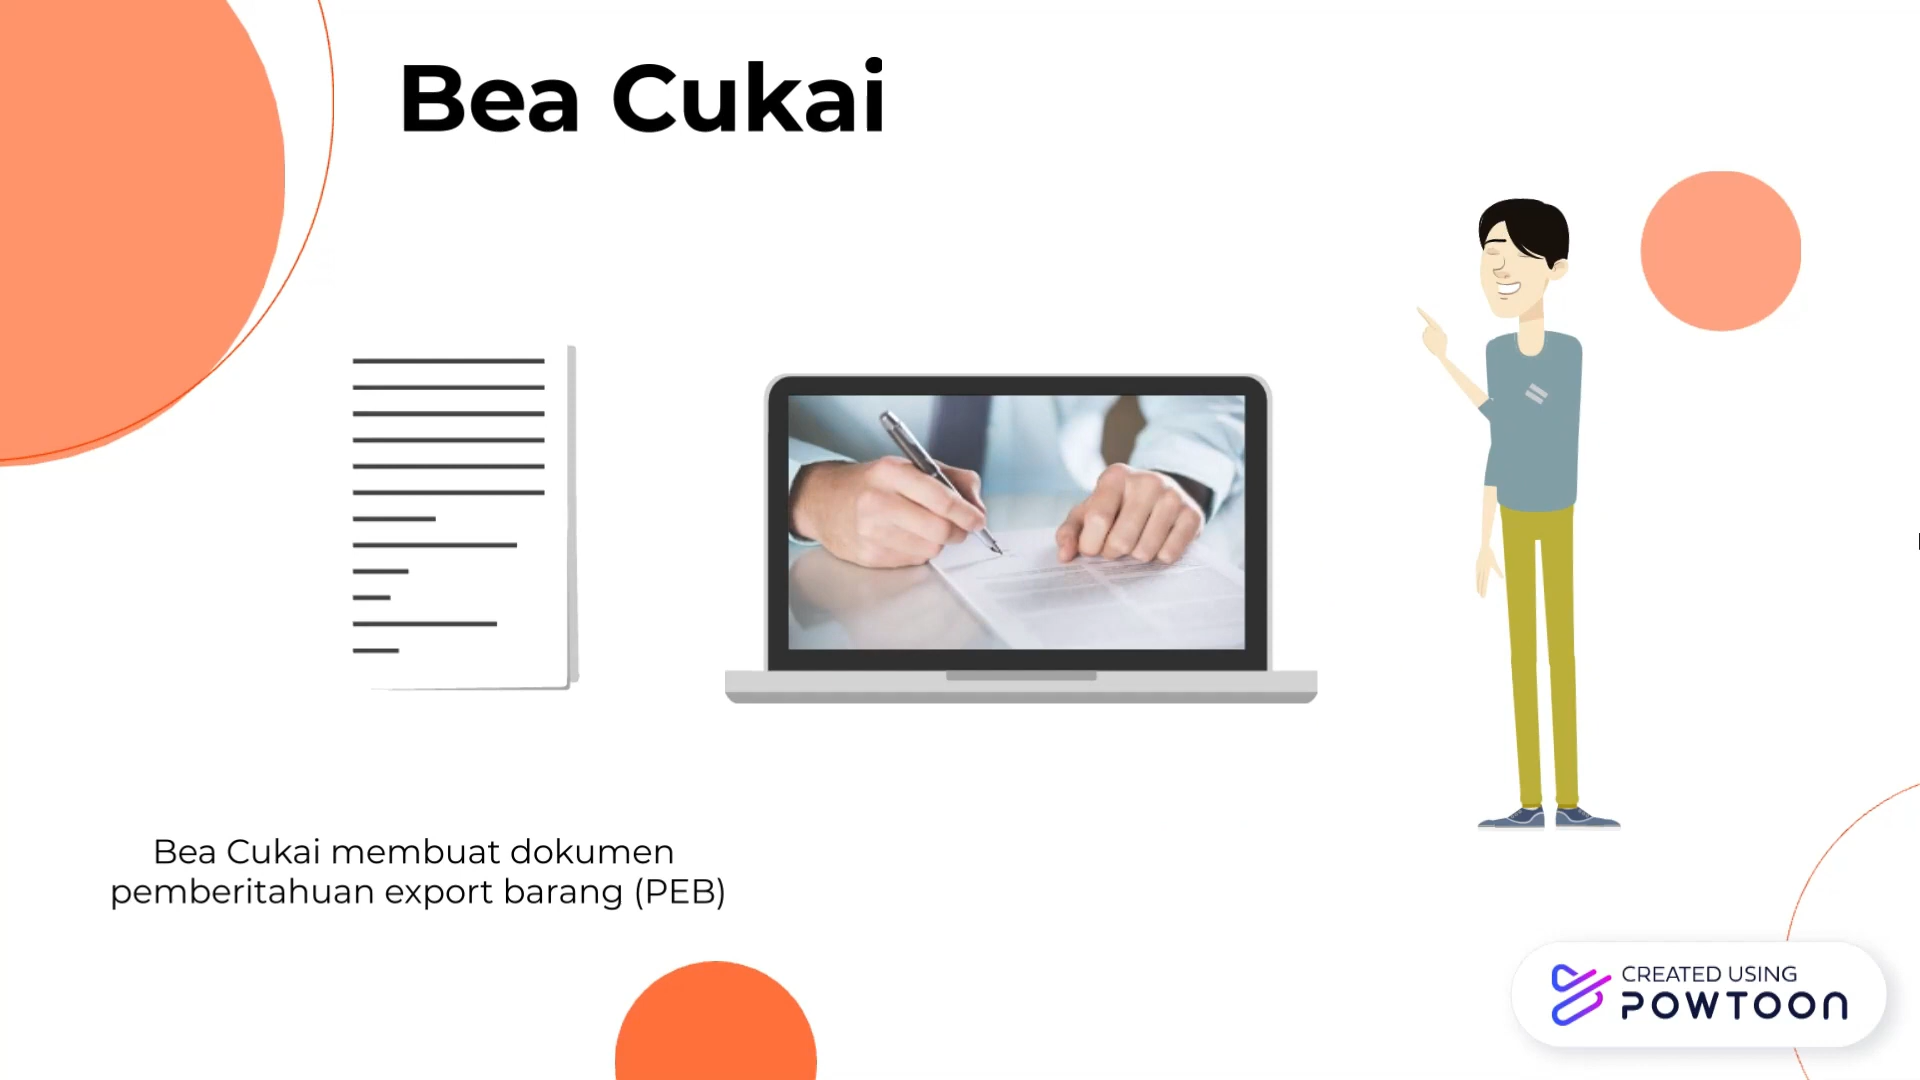 Bea Cukai
Bea Cukai membuat dokumen
pemberitahuan export barang (PEB)
CREATED USING
POWTOON